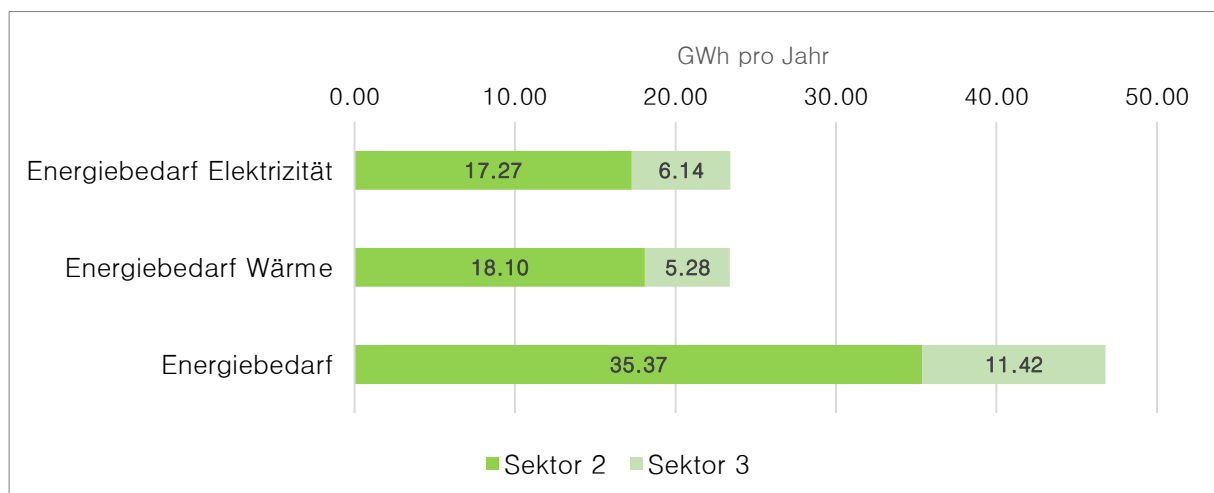 GWh pro Jahr
0.00 10.00 20.00 30.00 40.00 50.00
Energiebedarf Elektrizität 17.27 6.14
Energiebedarf Wärme 18.10 5.28
Energiebedarf 35.37 11.42
Sektor 2 Sektor 3